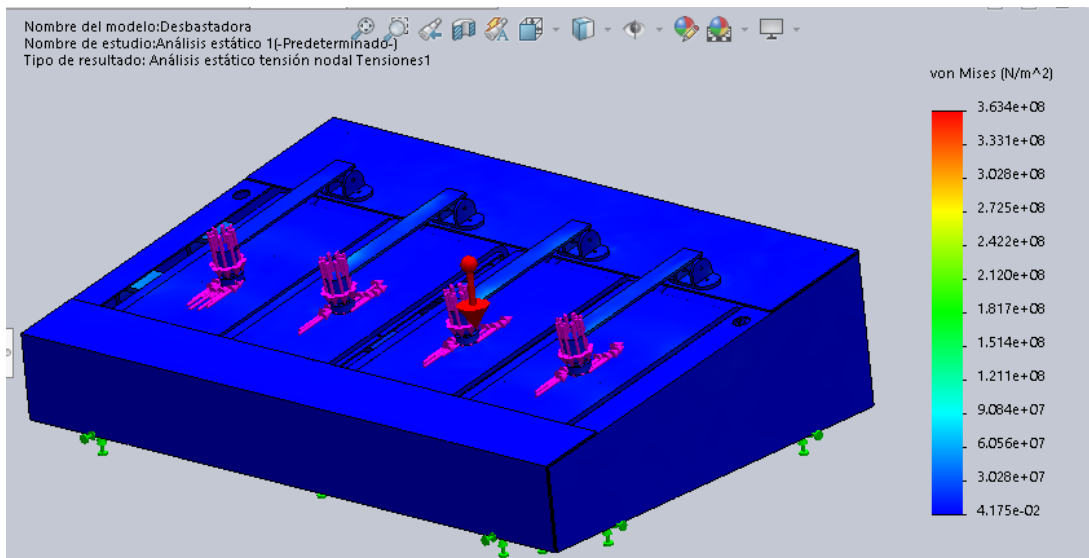 Nombre del modelo:Desbastadora
Nombre de estudio:Análisis estático 1(-Predeterminado-)
Tipo de resultado: Análisis estático tensión nodal Tensiones1
von Mises (N/m^2)
3.634e+08
3.331e+08
3.028e+08
2.725e+08
2.422e+08
2.120e+08
1.817e+08
1.514e+08
1.211e+08
9.084e+07
6.056e+07
3.028e+07
4.175e-02